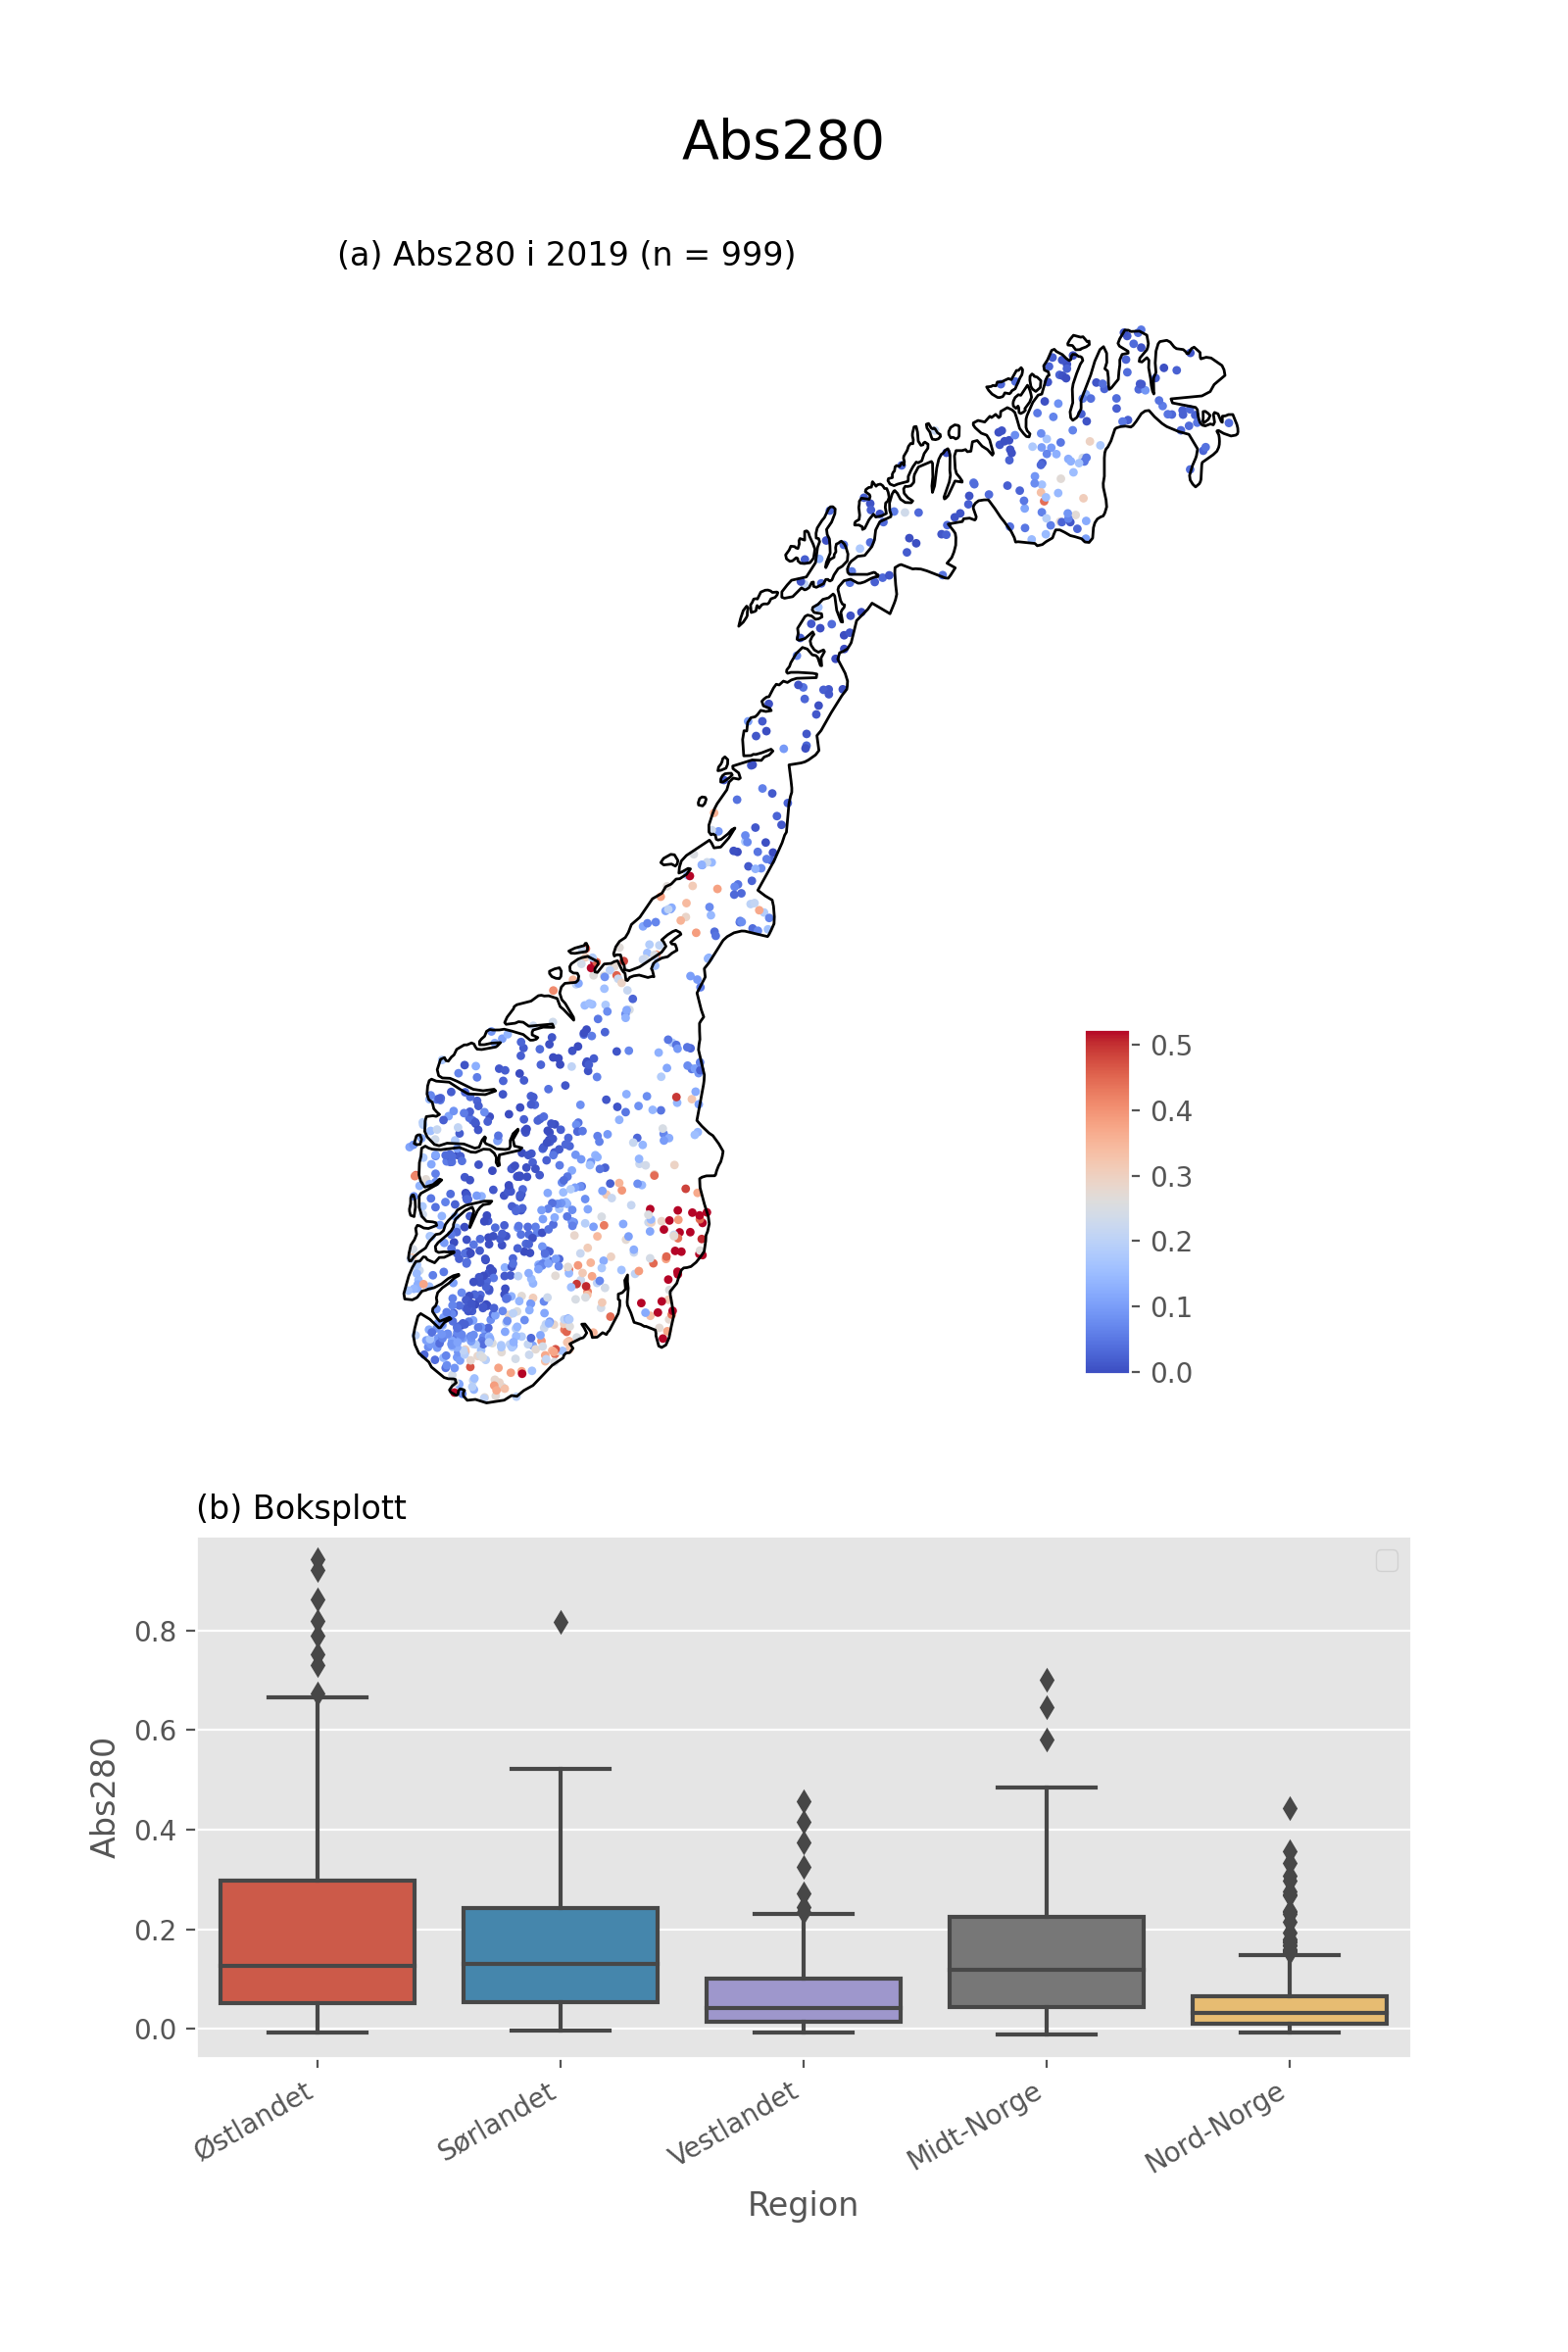 Abs280
(a) Abs280 i 2019 (n = 999)
0.5
0.4
0.3
0.2
0.1
0.0
(b) Boksplott
0.8
0.6
0.4
0.2
0.0
Abs280
Østlandet
Sørlandet
Vestlandet
Midt-Norge
Nord-Norge
Region